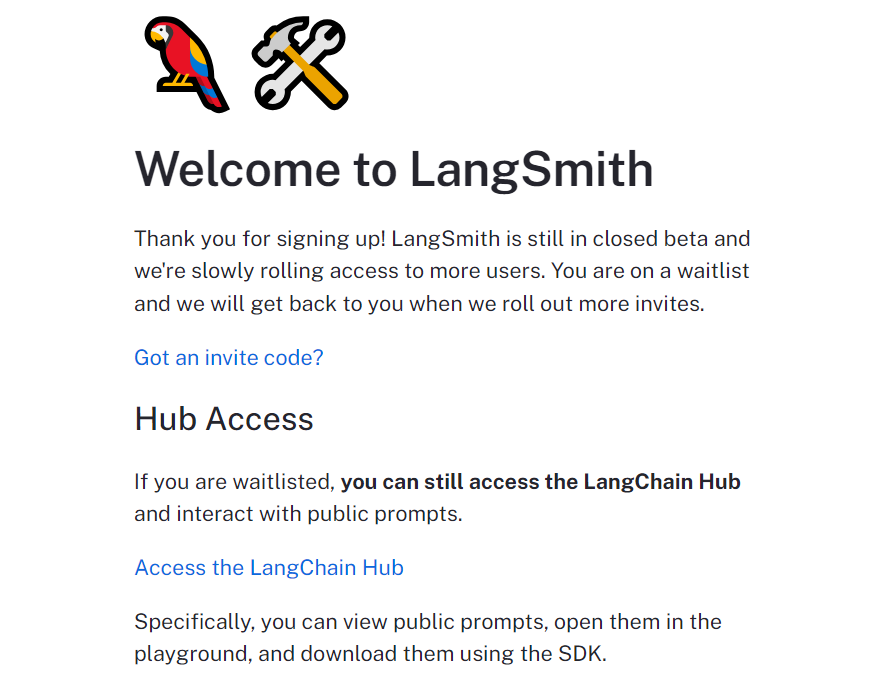 Welcome to LangSmith
Thank you for signing up! LangSmith is still in closed beta and
we're slowly rolling access to more users. You are on a waitlist
and we will get back to you when we roll out more invites.
Got an invite code?
Hub Access
If you are waitlisted, you can still access the LangChain Hub
and interact with public prompts.
Access the LangChain Hub
Specifically, you can view public prompts, open them in the
playground, and download them using the SDK.